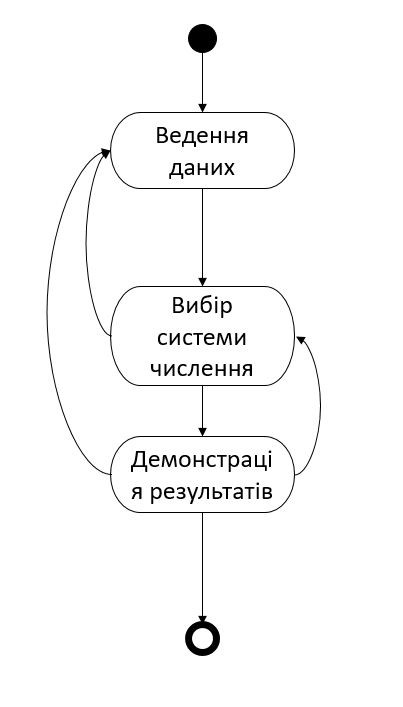 Ведення
даних
Вибір
системи
числення
Демонстраці
я результатів